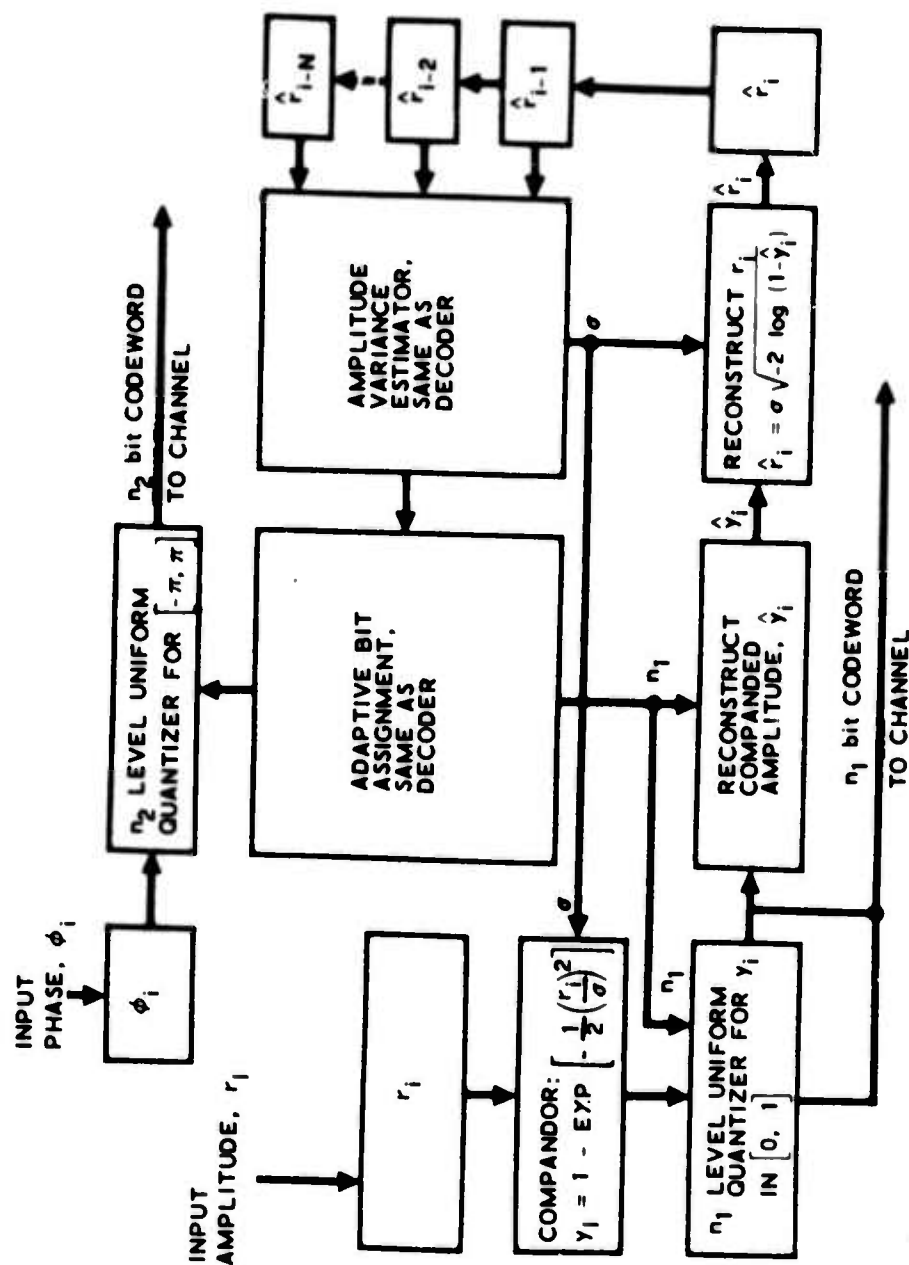 INPUT
PHASE, ϕᵢ
ϕᵢ
n₂ LEVEL UNIFORM
QUANTIZER FOR [-π, π]
n₂ bit CODEWORD
TO CHANNEL
INPUT
AMPLITUDE, rᵢ
rᵢ
ADAPTIVE BIT
ASSIGNMENT,
SAME AS
DECODER
AMPLITUDE
VARIANCE
ESTIMATOR,
SAME AS
DECODER
r̂ᵢ₋N
r̂ᵢ₋₂
r̂ᵢ₋₁
COMPANDOR:
yᵢ = 1 - EXP [-1/2 (rᵢ/σ)²]
σ
σ
n₁
n₁
n₁ LEVEL UNIFORM
QUANTIZER FOR yᵢ
IN [0, 1]
RECONSTRUCT
COMPANDED
AMPLITUDE, ŷᵢ
ŷᵢ
RECONSTRUCT rᵢ
r̂ᵢ = σ √-2 log (1-ŷᵢ)
r̂ᵢ
r̂ᵢ
n₁ bit CODEWORD
TO CHANNEL